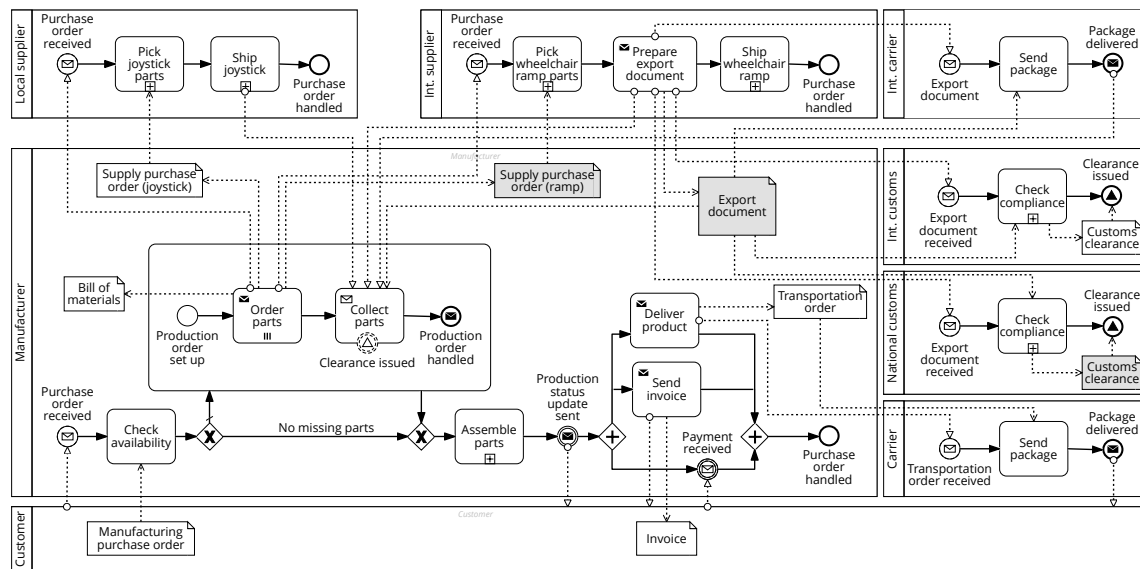 Local supplier
Purchase
order
received
Pick
joystick
parts
Ship
joystick
Purchase
order
handled
Int. supplier
Purchase
order received
Pick
wheelchair
ramp parts
Prepare
export
document
Ship
wheelchair
ramp
Purchase
order
handled
Int. carrier
Export
document
Send
package
Package
delivered
Manufacturer
Manufacturer
Supply purchase
order (joystick)
Supply purchase
order (ramp)
Export
document
Bill of
materials
Production
order
set up
Order
parts
Collect
parts
Clearance issued
Production
order
handled
Purchase
order
received
Check
availability
No missing parts
Assemble
parts
Production
status
update
sent
Deliver
product
Send
invoice
Payment
received
Transportation
order
Purchase
order
handled
Int. customs
Export
document
received
Check
compliance
Clearance
issued
Customs
clearance
National customs
Export
document
received
Check
compliance
Clearance
issued
Customs
clearance
Carrier
Transportation
order received
Send
package
Package
delivered
Customer
Customer
Manufacturing
purchase order
Invoice